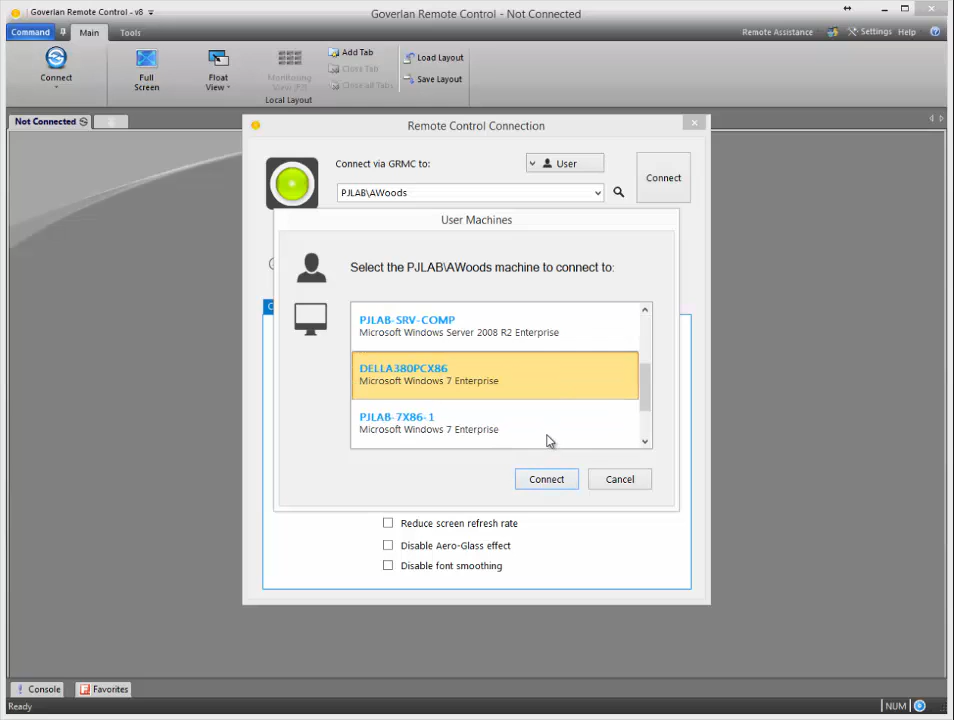 Goverlan Remote Control - v8
Goverlan Remote Control - Not Connected
Command
Main
Tools
Remote Assistance
Settings
Help
Connect
Full
Screen
Float
View
Monitoring
View (F3)
Add Tab
Close Tab
Close all Tabs
Load Layout
Save Layout
Local Layout
Not Connected
Remote Control Connection
Connect via GRMC to:
User
Connect
PJLAB\AWoods
User Machines
Select the PJLAB\AWoods machine to connect to:
PJLAB-SRV-COMP
Microsoft Windows Server 2008 R2 Enterprise
DELLA380PCX86
Microsoft Windows 7 Enterprise
PJLAB-7X86-1
Microsoft Windows 7 Enterprise
Connect
Cancel
Reduce screen refresh rate
Disable Aero-Glass effect
Disable font smoothing
Console
Favorites
Ready
NUM